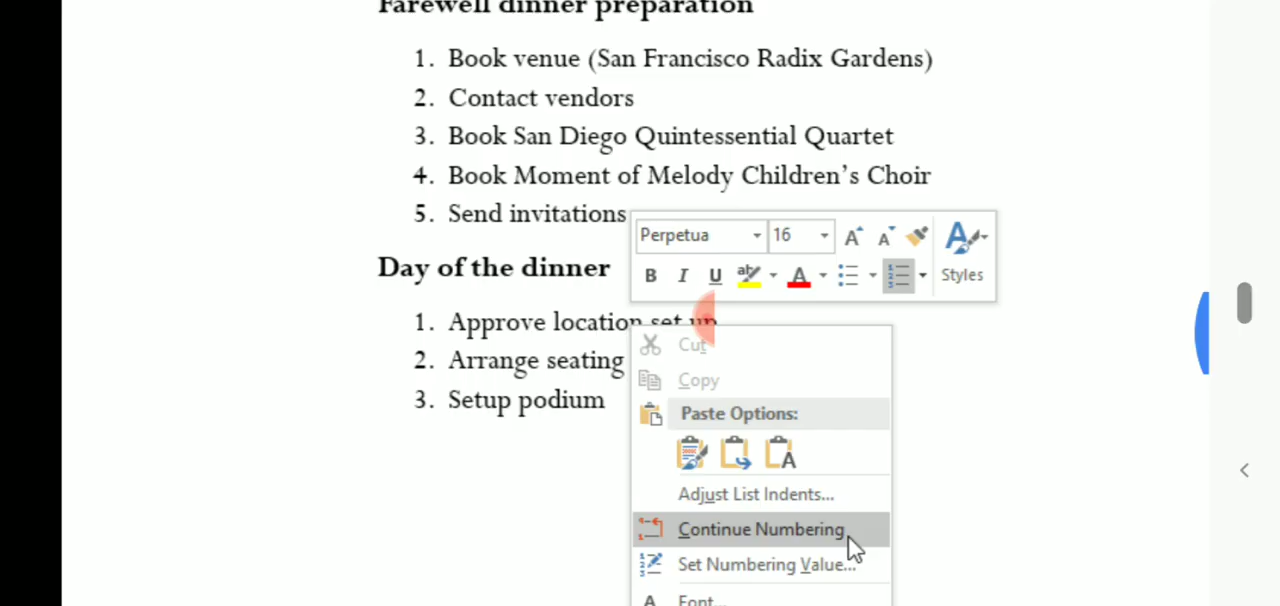 Farewell dinner preparation
1. Book venue (San Francisco Radix Gardens)
2. Contact vendors
3. Book San Diego Quintessential Quartet
4. Book Moment of Melody Children's Choir
5. Send invitations
Perpetua 16
B I U ab A Styles
Day of the dinner
1. Approve location set up
Cut
2. Arrange seating
Copy
3. Setup podium
Paste Options:
Adjust List Indents...
Continue Numbering
Set Numbering Value...
A Font...